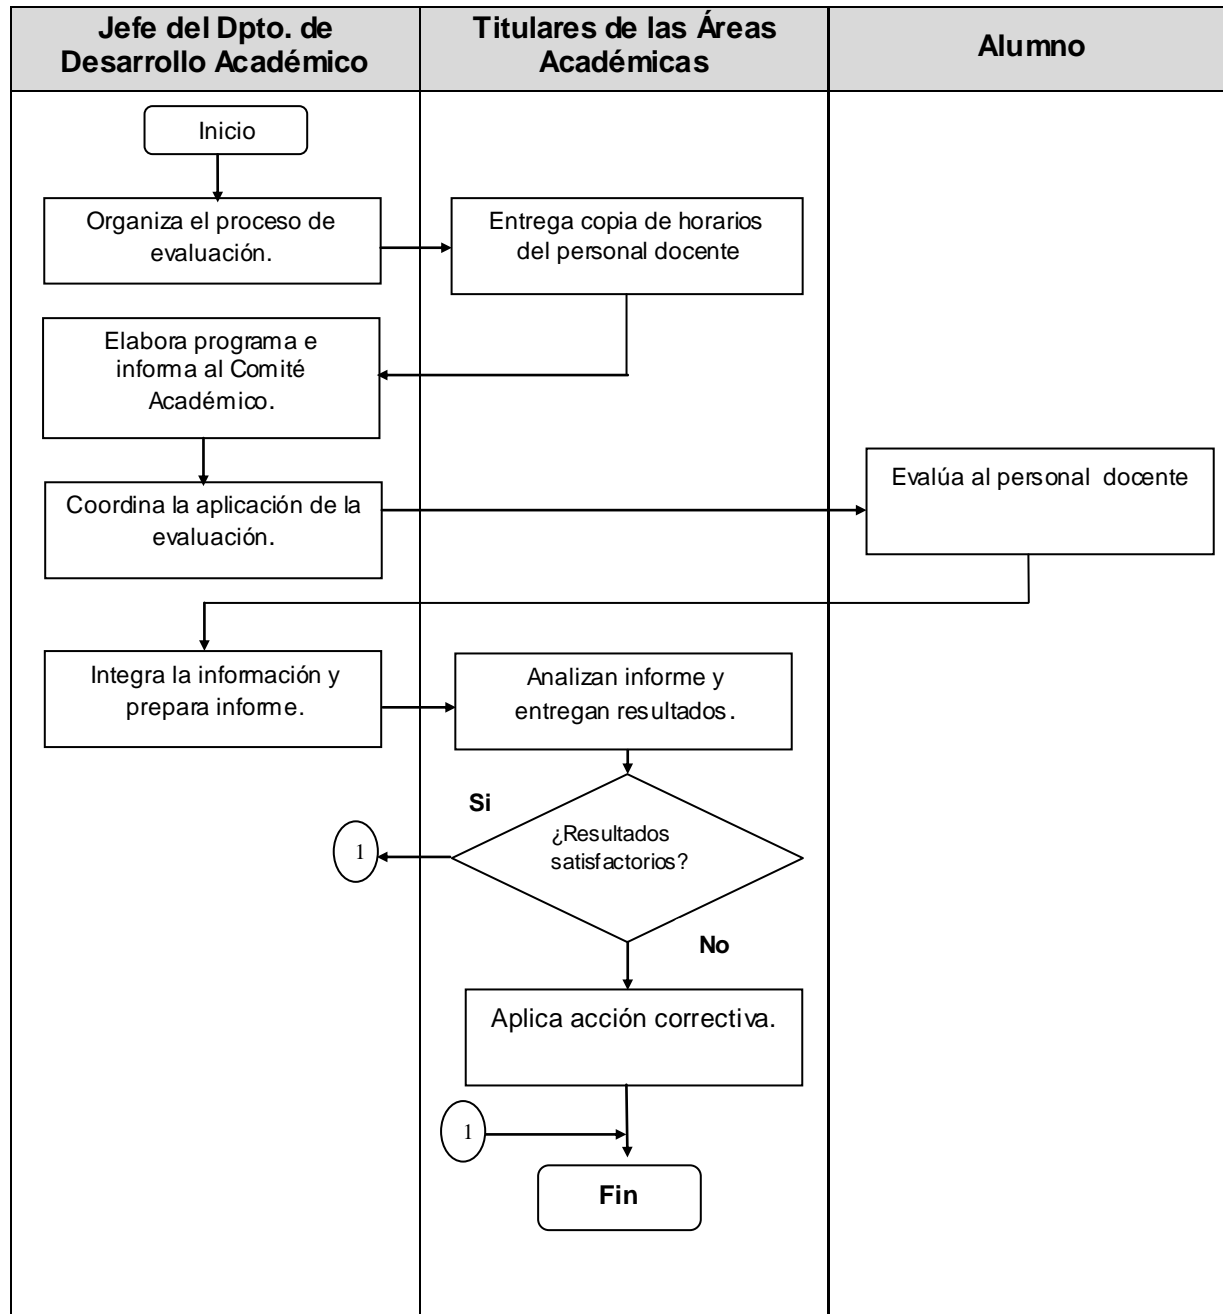 Jefe del Dpto. de
Desarrollo Académico
Titulares de las Áreas
Académicas
Alumno
Inicio
Organiza el proceso de
evaluación.
Entrega copia de horarios
del personal docente
Elabora programa e
informa al Comité
Académico.
Coordina la aplicación de la
evaluación.
Evalúa al personal docente
Integra la información y
prepara informe.
Analizan informe y
entregan resultados.
Si
¿Resultados
satisfactorios?
1
No
Aplica acción correctiva.
1
Fin